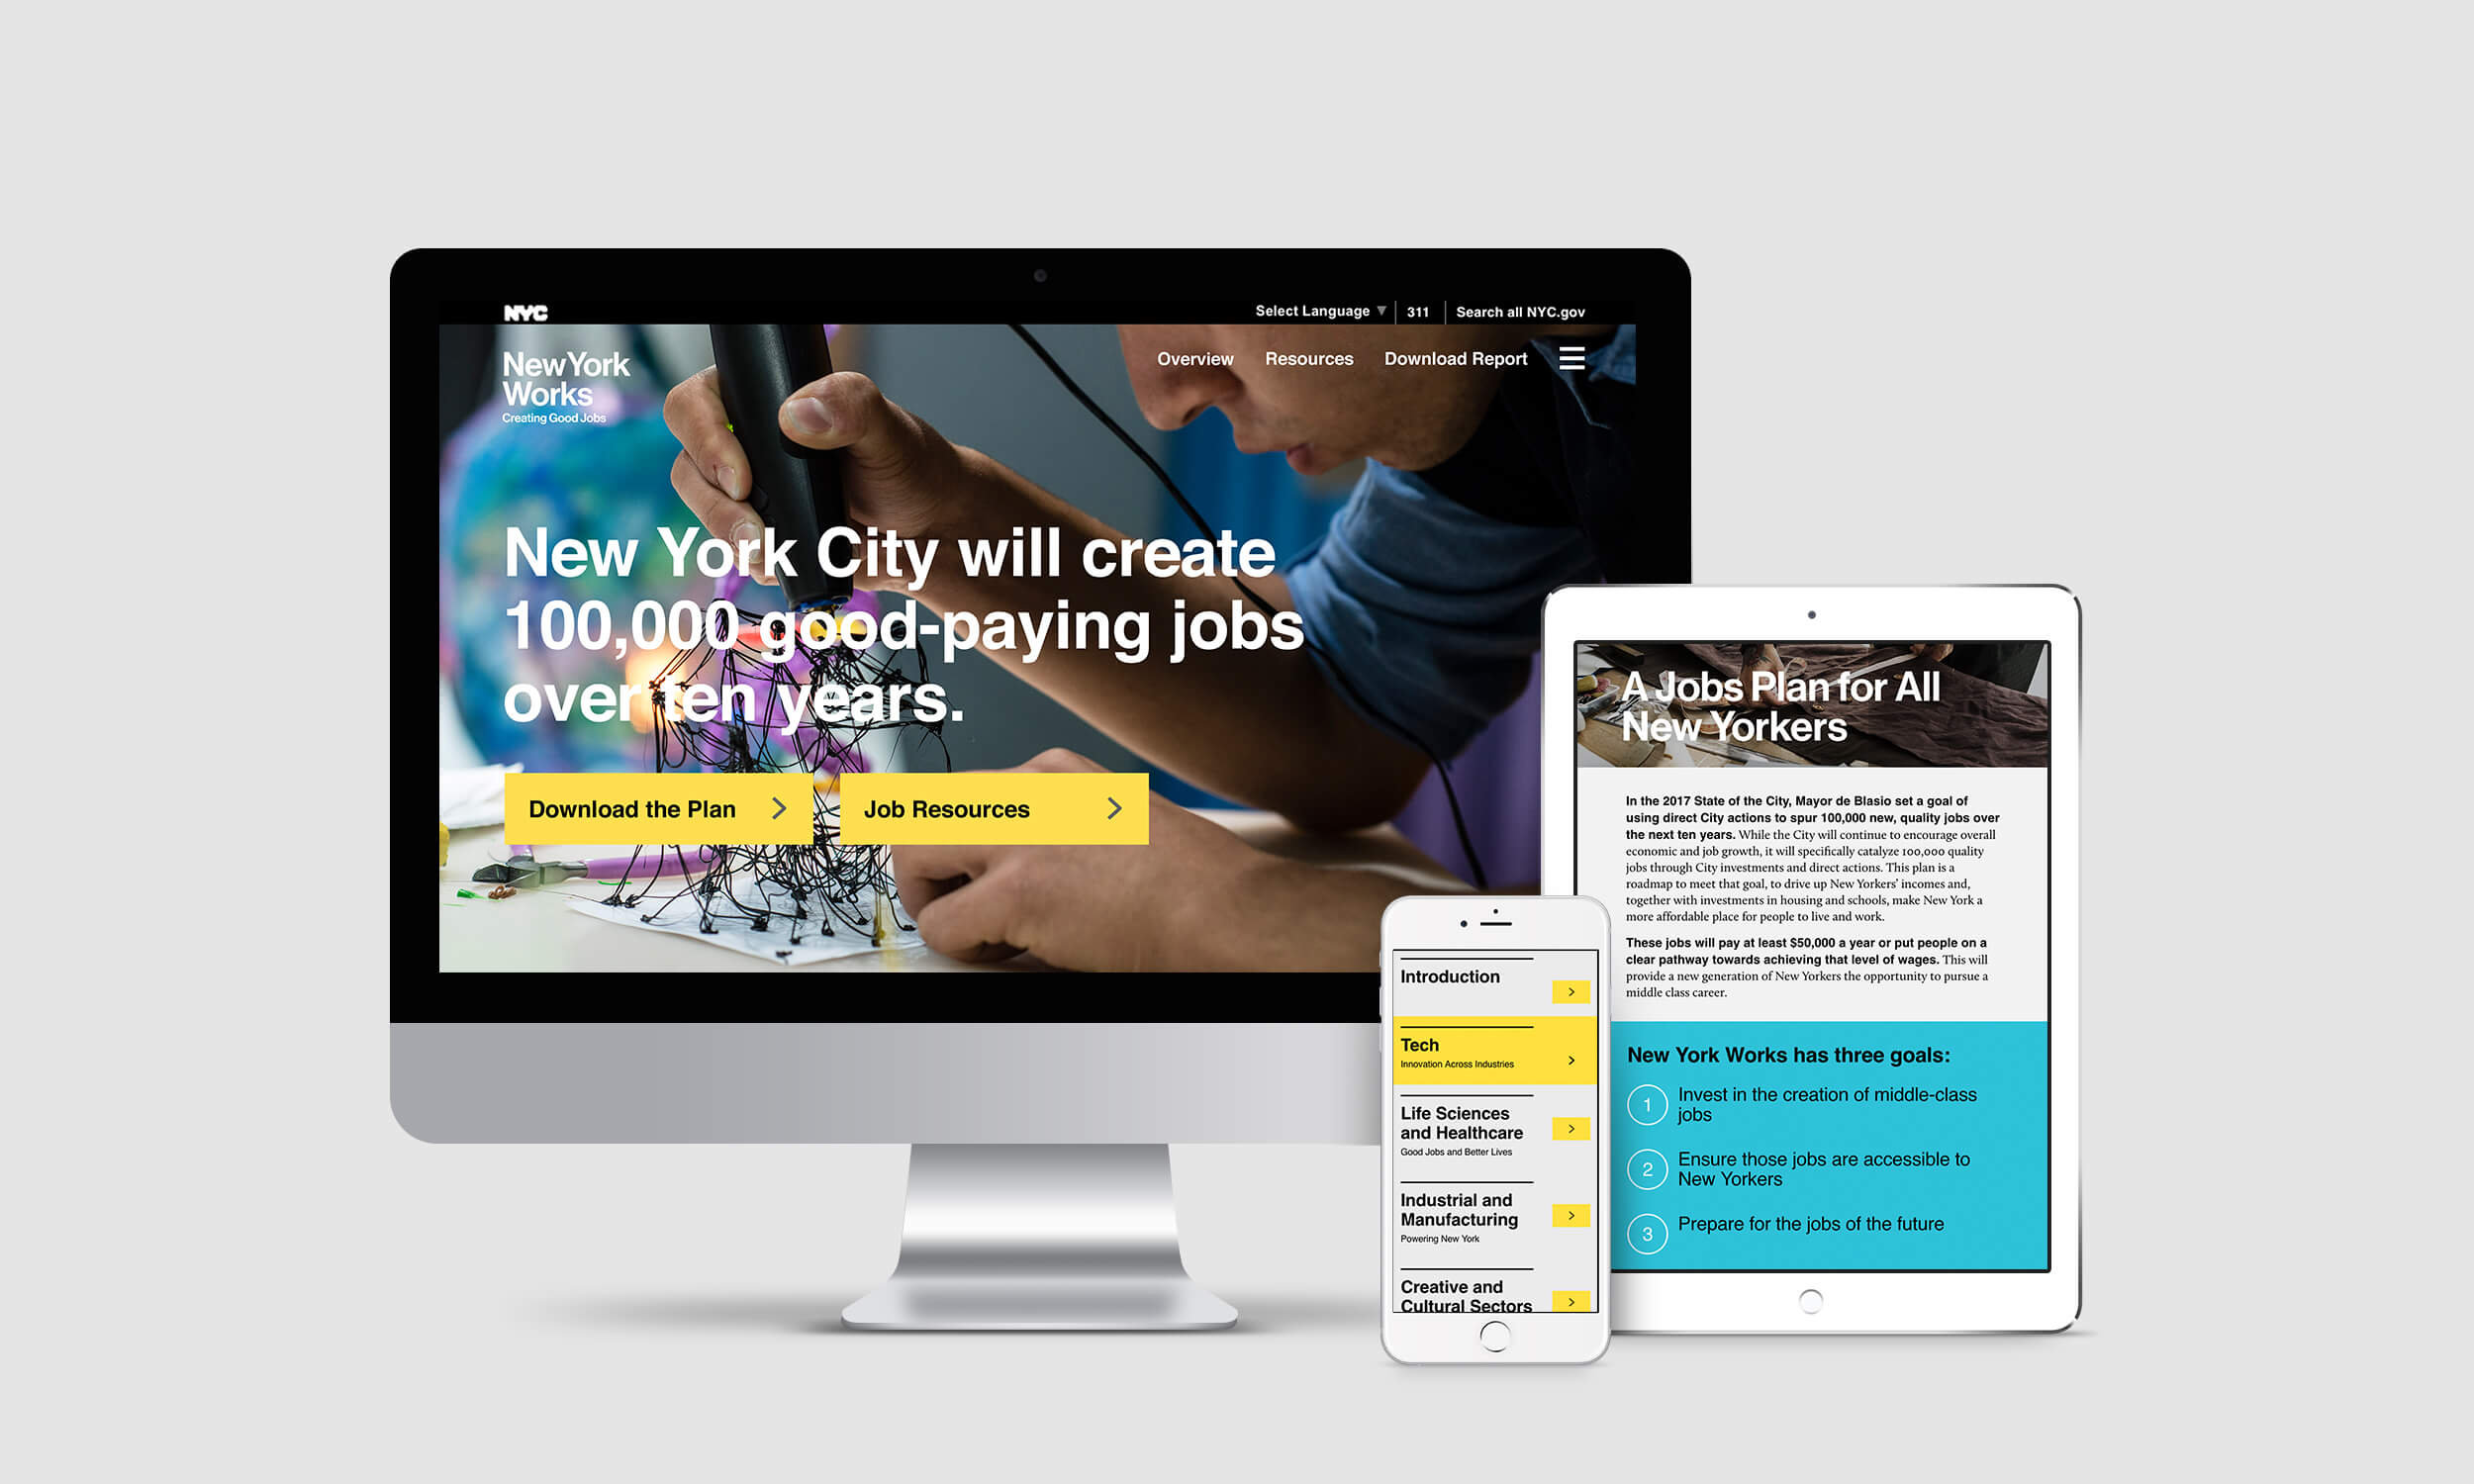 NYC
Select Language ▼
311
Search all NYC.gov
New York
Works
Creating Good Jobs
Overview
Resources
Download Report
New York City will create
100,000 good-paying jobs
over ten years.
Download the Plan
Job Resources
A Jobs Plan for All
New Yorkers
In the 2017 State of the City, Mayor de Blasio set a goal of
using direct City actions to spur 100,000 new, quality jobs over
the next ten years. While the City will continue to encourage overall
economic and job growth, it will specifically catalyze 100,000 quality
jobs through City investments and direct actions. This plan is a
roadmap to meet that goal, to drive up New Yorkers’ incomes and,
together with investments in housing and schools, make New York a
more affordable place for people to live and work.
These jobs will pay at least $50,000 a year or put people on a
clear pathway towards achieving that level of wages. This will
provide a new generation of New Yorkers the opportunity to pursue a
middle class career.
New York Works has three goals:
1 Invest in the creation of middle-class
jobs
2 Ensure those jobs are accessible to
New Yorkers
3 Prepare for the jobs of the future
Introduction
Tech
Innovation Across Industries
Life Sciences
and Healthcare
Good Jobs and Better Lives
Industrial and
Manufacturing
Powering New York
Creative and
Cultural Sectors